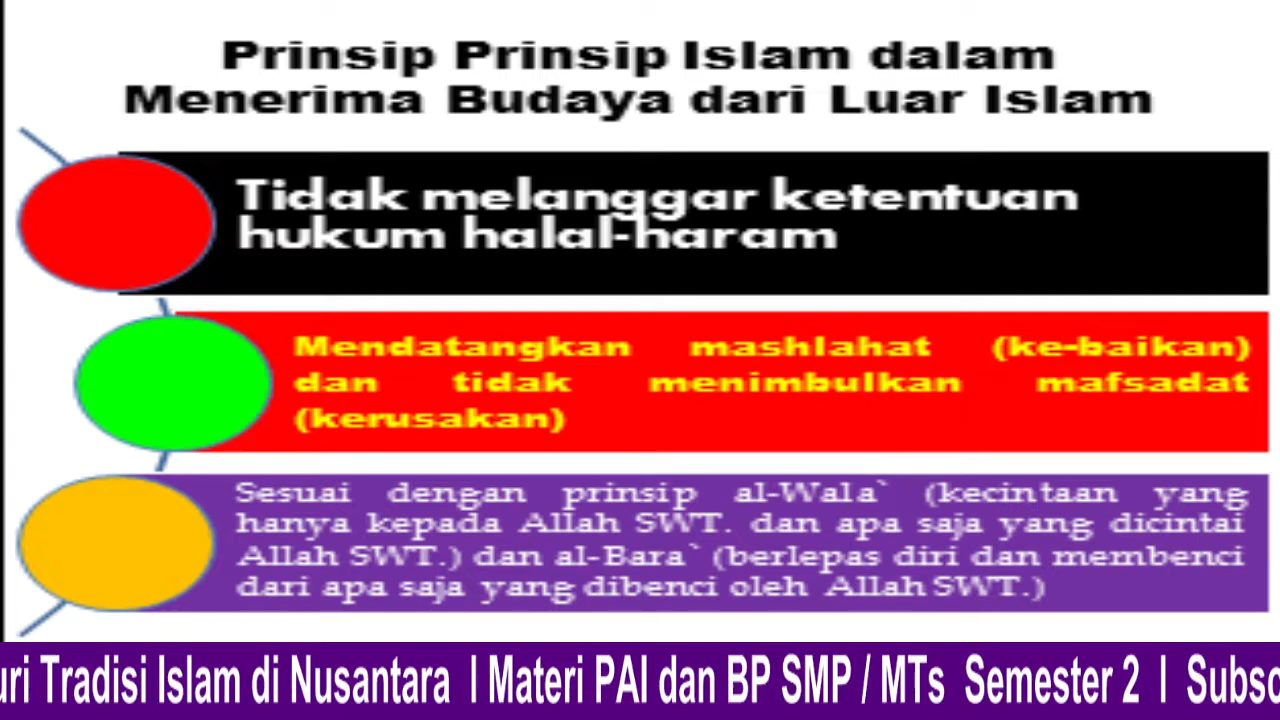 Prinsip Prinsip Islam dalam
Menerima Budaya dari Luar Islam
Tidak melanggar ketentuan
hukum halal-haram
Mendatangkan mashlahat (ke-baikan)
dan tidak menimbulkan mafsadat
(kerusakan)
Sesuai dengan prinsip al-Wala` (kecintaan yang
hanya kepada Allah SWT. dan apa saja yang dicintai
Allah SWT.) dan al-Bara` (berlepas diri dan membenci
dari apa saja yang dibenci oleh Allah SWT.)
Tradisi Islam di Nusantara l Materi PAI dan BP SMP / MTs Semester 2 l